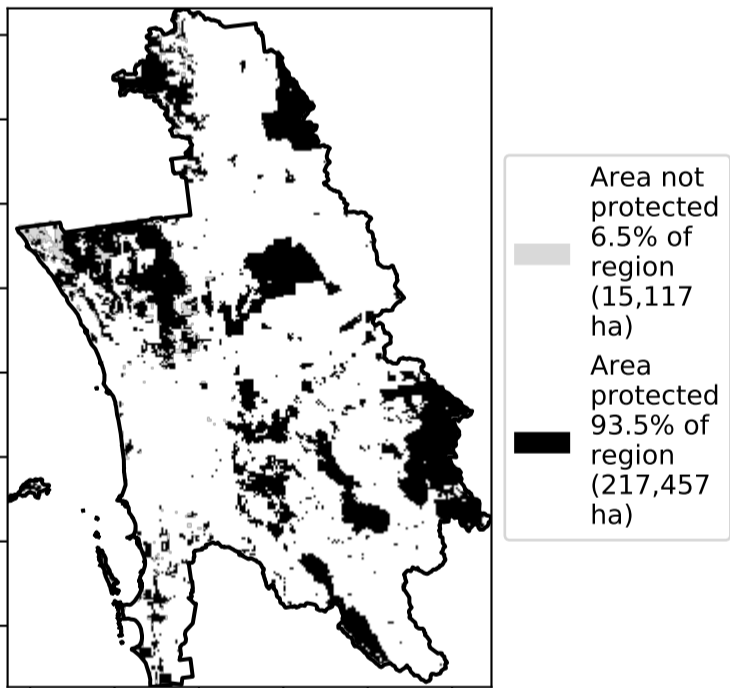 Area not
protected
6.5% of
region
(15,117
ha)
Area
protected
93.5% of
region
(217,457
ha)